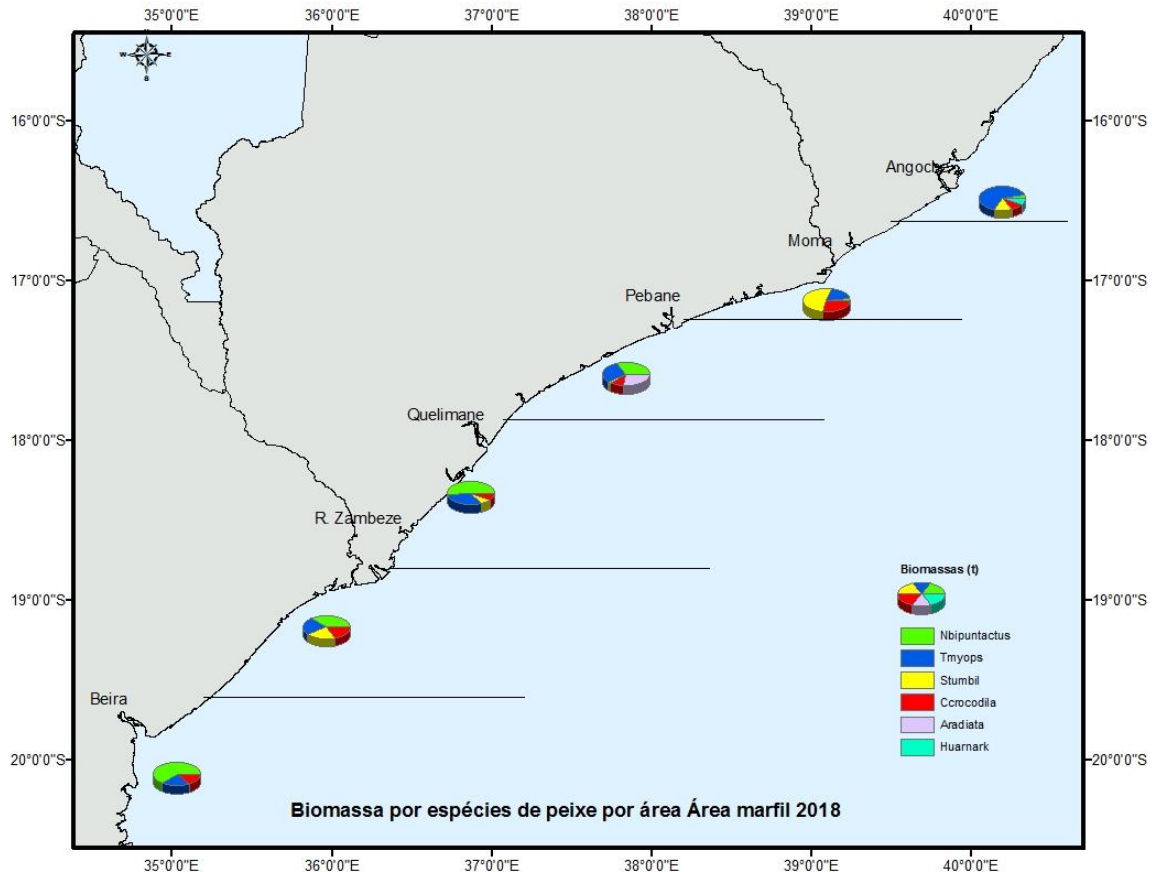 35°0'0"E 36°0'0"E 37°0'0"E 38°0'0"E 39°0'0"E 40°0'0"E
W E
S
16°0'0"S 16°0'0"S
Angoche
Moma
17°0'0"S 17°0'0"S
Pebane
Quelimane
18°0'0"S 18°0'0"S
R. Zambeze
Biomassas (t)
19°0'0"S 19°0'0"S
Nbipuntactus
Tmyops
Stumbil
Ccrocodila
Beira
Aradiata
Huarnark
20°0'0"S 20°0'0"S
Biomassa por espécies de peixe por área Área marfil 2018
35°0'0"E 36°0'0"E 37°0'0"E 38°0'0"E 39°0'0"E 40°0'0"E